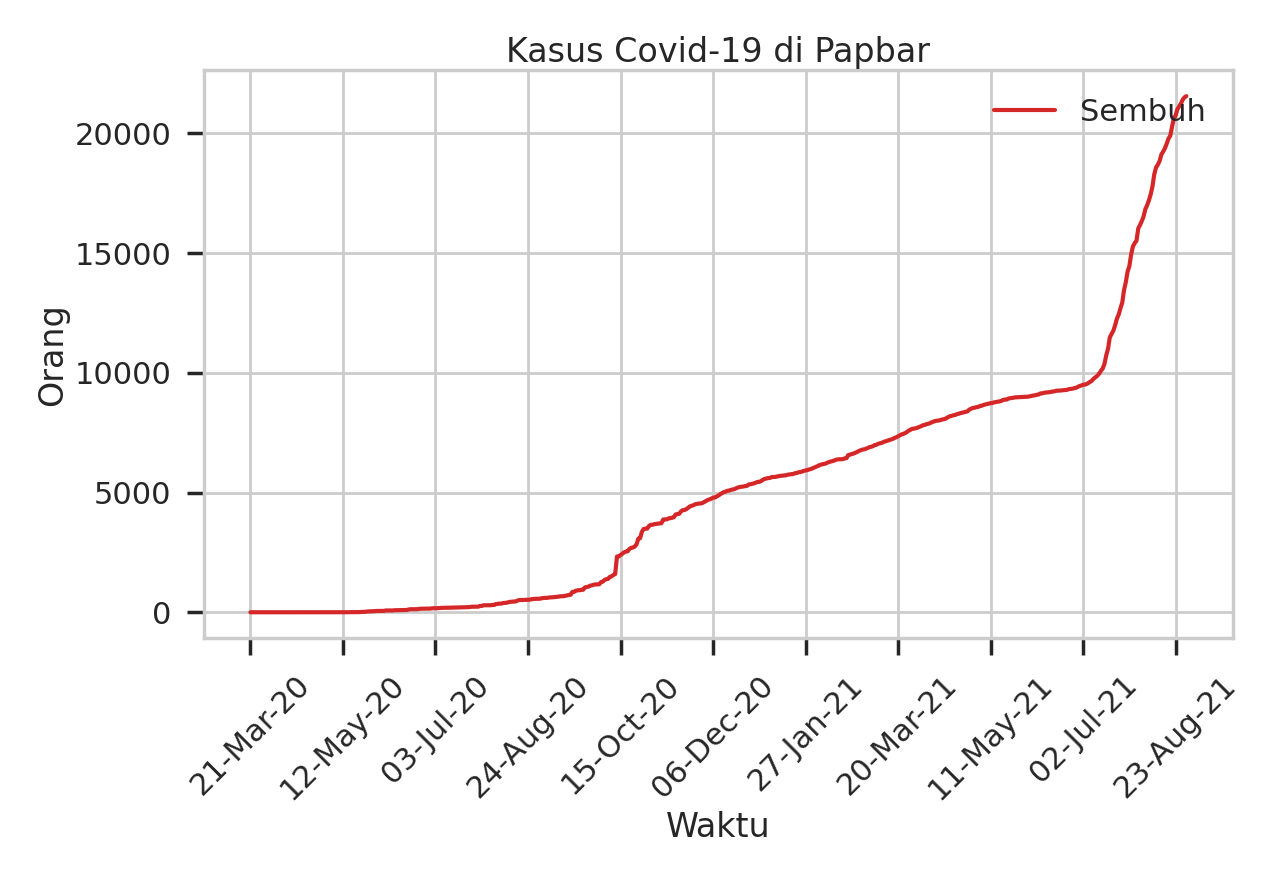 Kasus Covid-19 di Papbar
Sembuh
20000
15000
10000
5000
0
Orang
21-Mar-20
12-May-20
03-Jul-20
24-Aug-20
15-Oct-20
06-Dec-20
27-Jan-21
20-Mar-21
11-May-21
02-Jul-21
23-Aug-21
Waktu